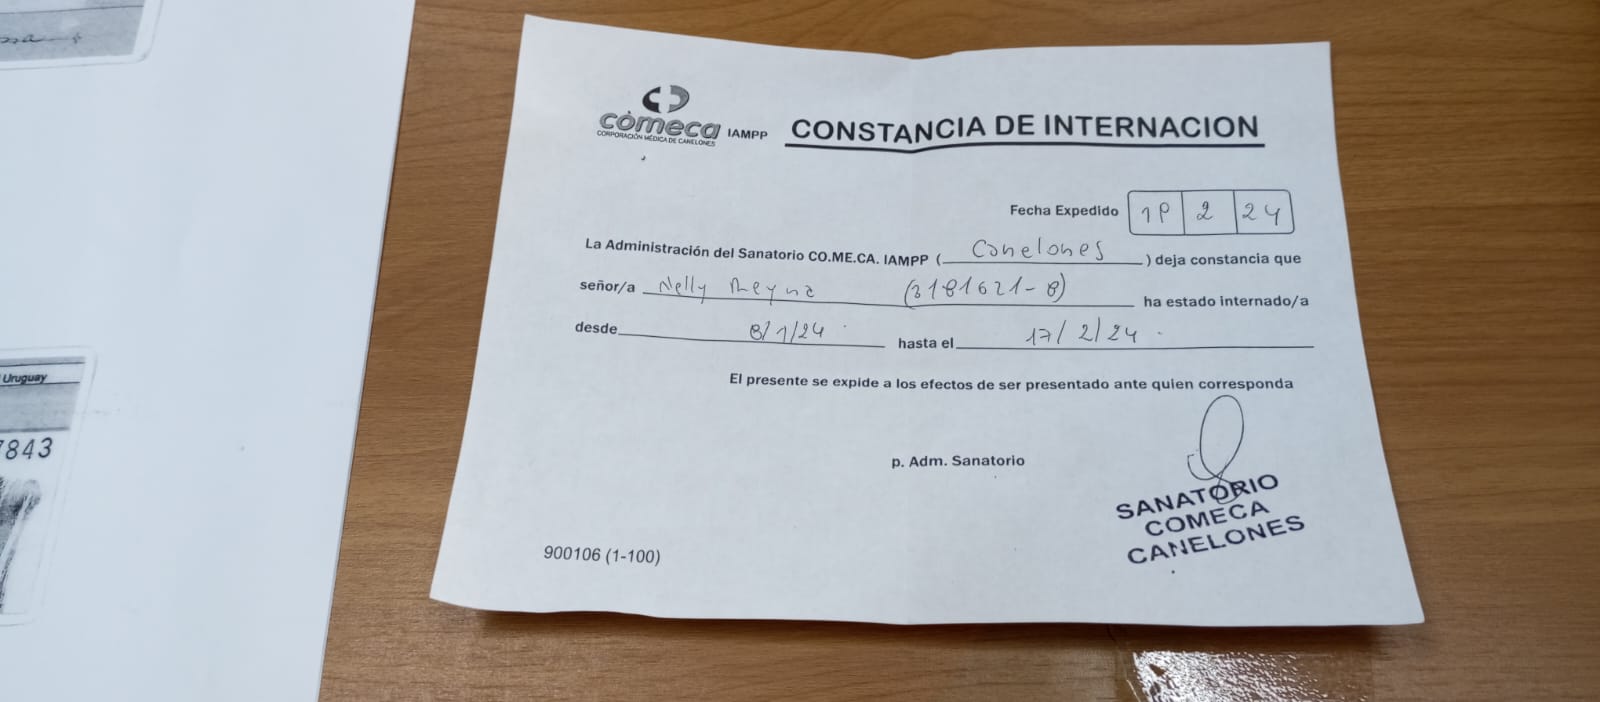 Uruguay
7843
còmeca IAMPP
CORPORACIÓN MÉDICA DE CANELONES
CONSTANCIA DE INTERNACION
Fecha Expedido 18 2 24
La Administración del Sanatorio CO.ME.CA. IAMPP ( Canelones ) deja constancia que
señor/a Nelly Reyna (3181621-8) ha estado internado/a
desde 8/1/24 hasta el 17/2/24
El presente se expide a los efectos de ser presentado ante quien corresponda
p. Adm. Sanatorio
SANATORIO
COMECA
CANELONES
900106 (1-100)